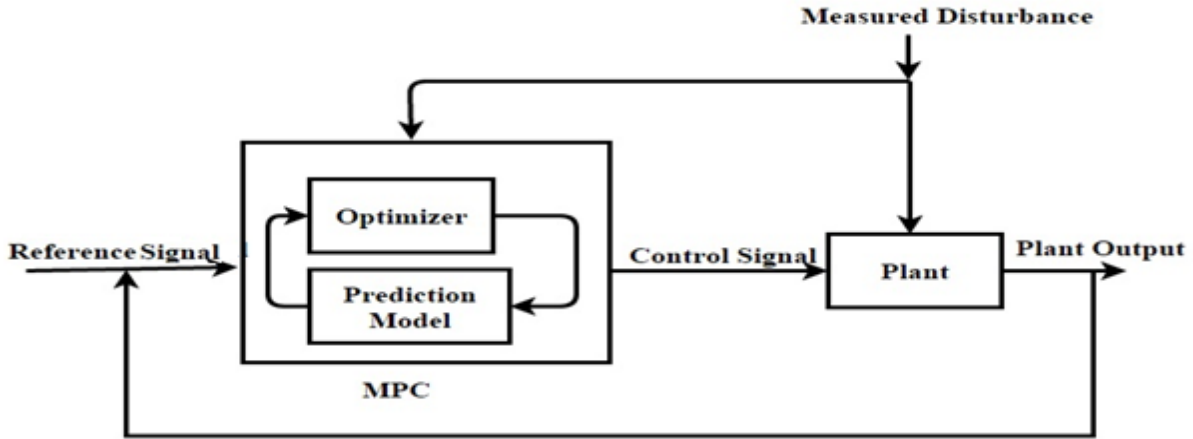 Measured Disturbance
Optimizer
Reference Signal
Control Signal
Plant Output
Plant
Prediction
Model
MPC